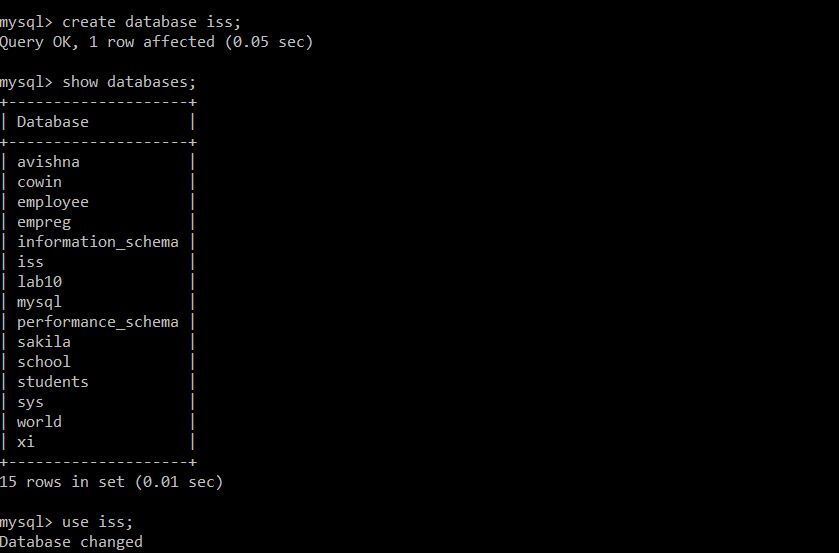 mysql> create database iss;
Query OK, 1 row affected (0.05 sec)
mysql> show databases;
+--------------------+
| Database           |
+--------------------+
| avishna            |
| cowin              |
| employee           |
| empreg             |
| information_schema |
| iss                |
| lab10              |
| mysql              |
| performance_schema |
| sakila             |
| school             |
| students           |
| sys                |
| world              |
| xi                 |
+--------------------+
15 rows in set (0.01 sec)
mysql> use iss;
Database changed